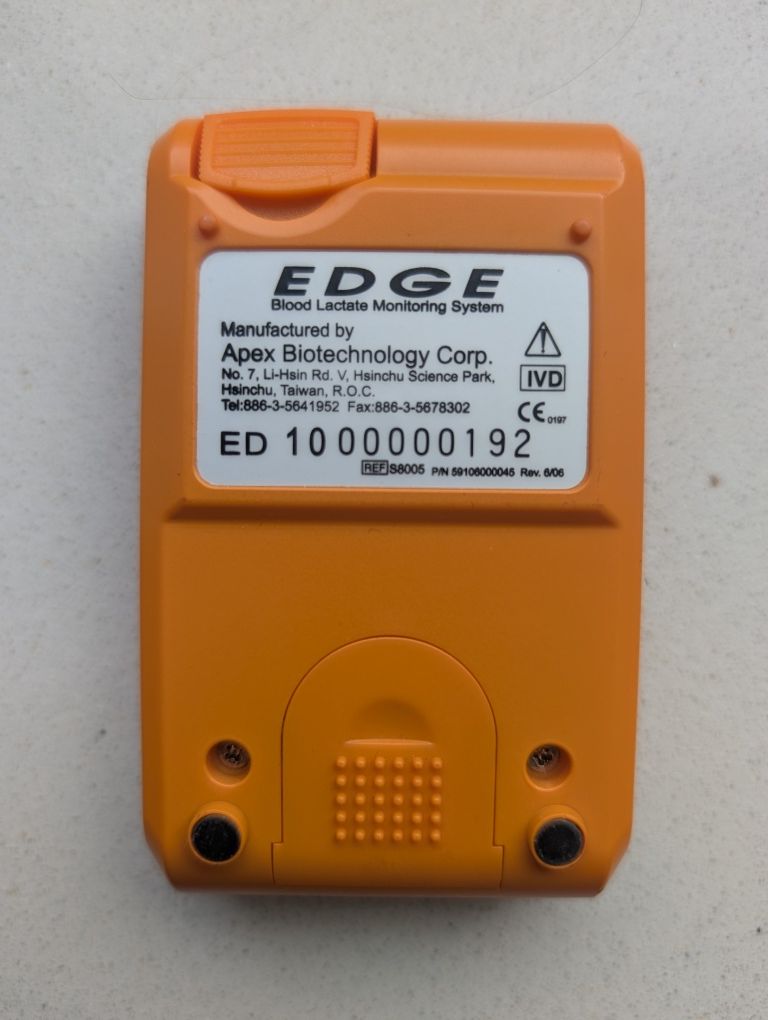 EDGE
Blood Lactate Monitoring System
Manufactured by
Apex Biotechnology Corp.
No. 7, Li-Hsin Rd. V, Hsinchu Science Park,
Hsinchu, Taiwan, R.O.C.
Tel:886-3-5641952 Fax:886-3-5678302
IVD
CE 0197
ED 10 00000192
REF S8005 P/N 59106000045 Rev. 6/06